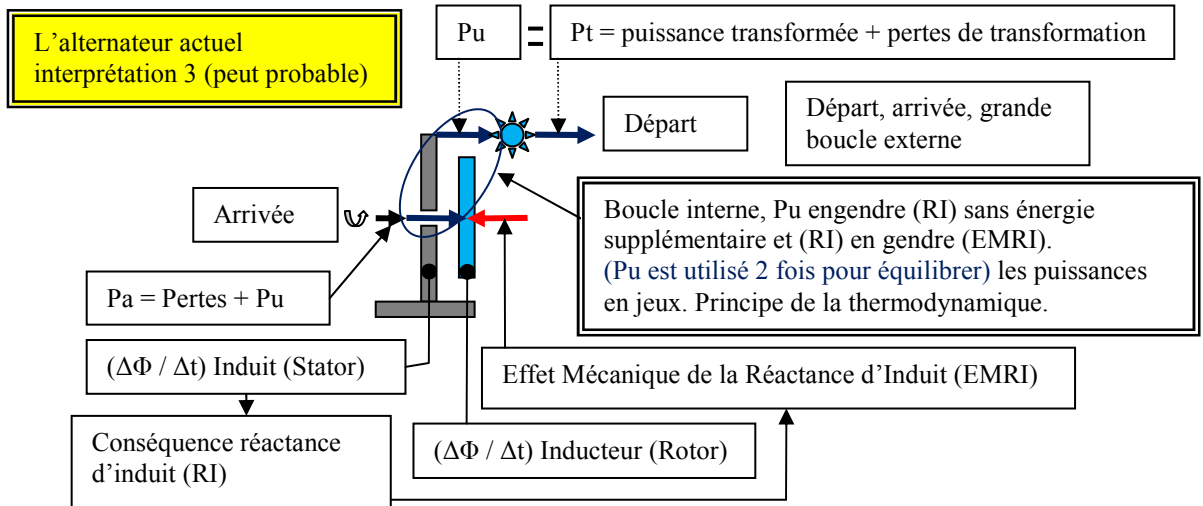 L'alternateur actuel
interprétation 3 (peut probable)
Pu
=
Pt = puissance transformée + pertes de transformation
Départ
Départ, arrivée, grande
boucle externe
Arrivée
Boucle interne, Pu engendre (RI) sans énergie
supplémentaire et (RI) en gendre (EMRI).
(Pu est utilisé 2 fois pour équilibrer) les puissances
en jeux. Principe de la thermodynamique.
Pa = Pertes + Pu
(ΔΦ / Δt) Induit (Stator)
Effet Mécanique de la Réactance d'Induit (EMRI)
Conséquence réactance
d'induit (RI)
(ΔΦ / Δt) Inducteur (Rotor)